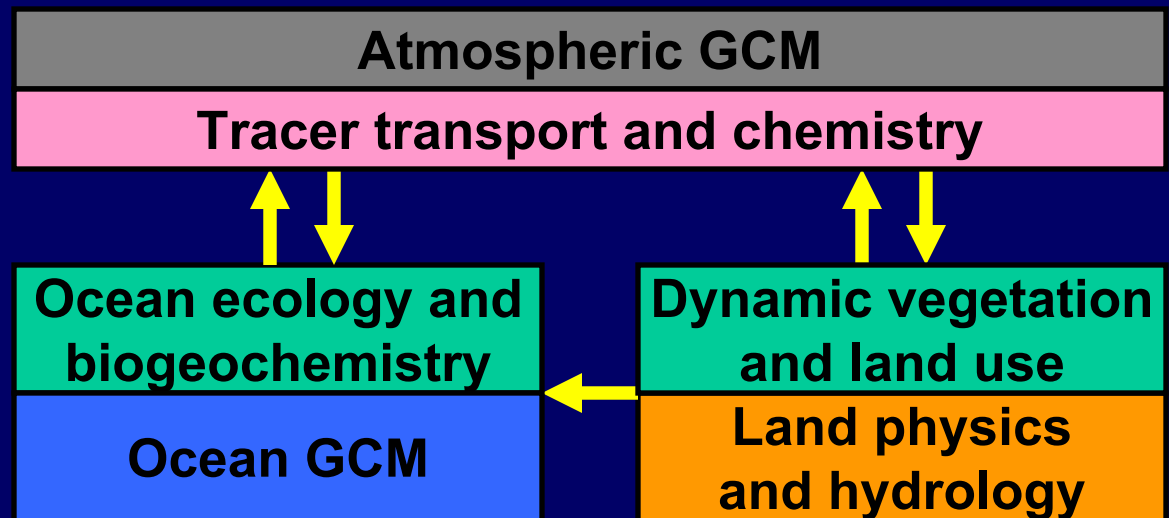 Atmospheric GCM
Tracer transport and chemistry
Ocean ecology and
biogeochemistry
Ocean GCM
Dynamic vegetation
and land use
Land physics
and hydrology